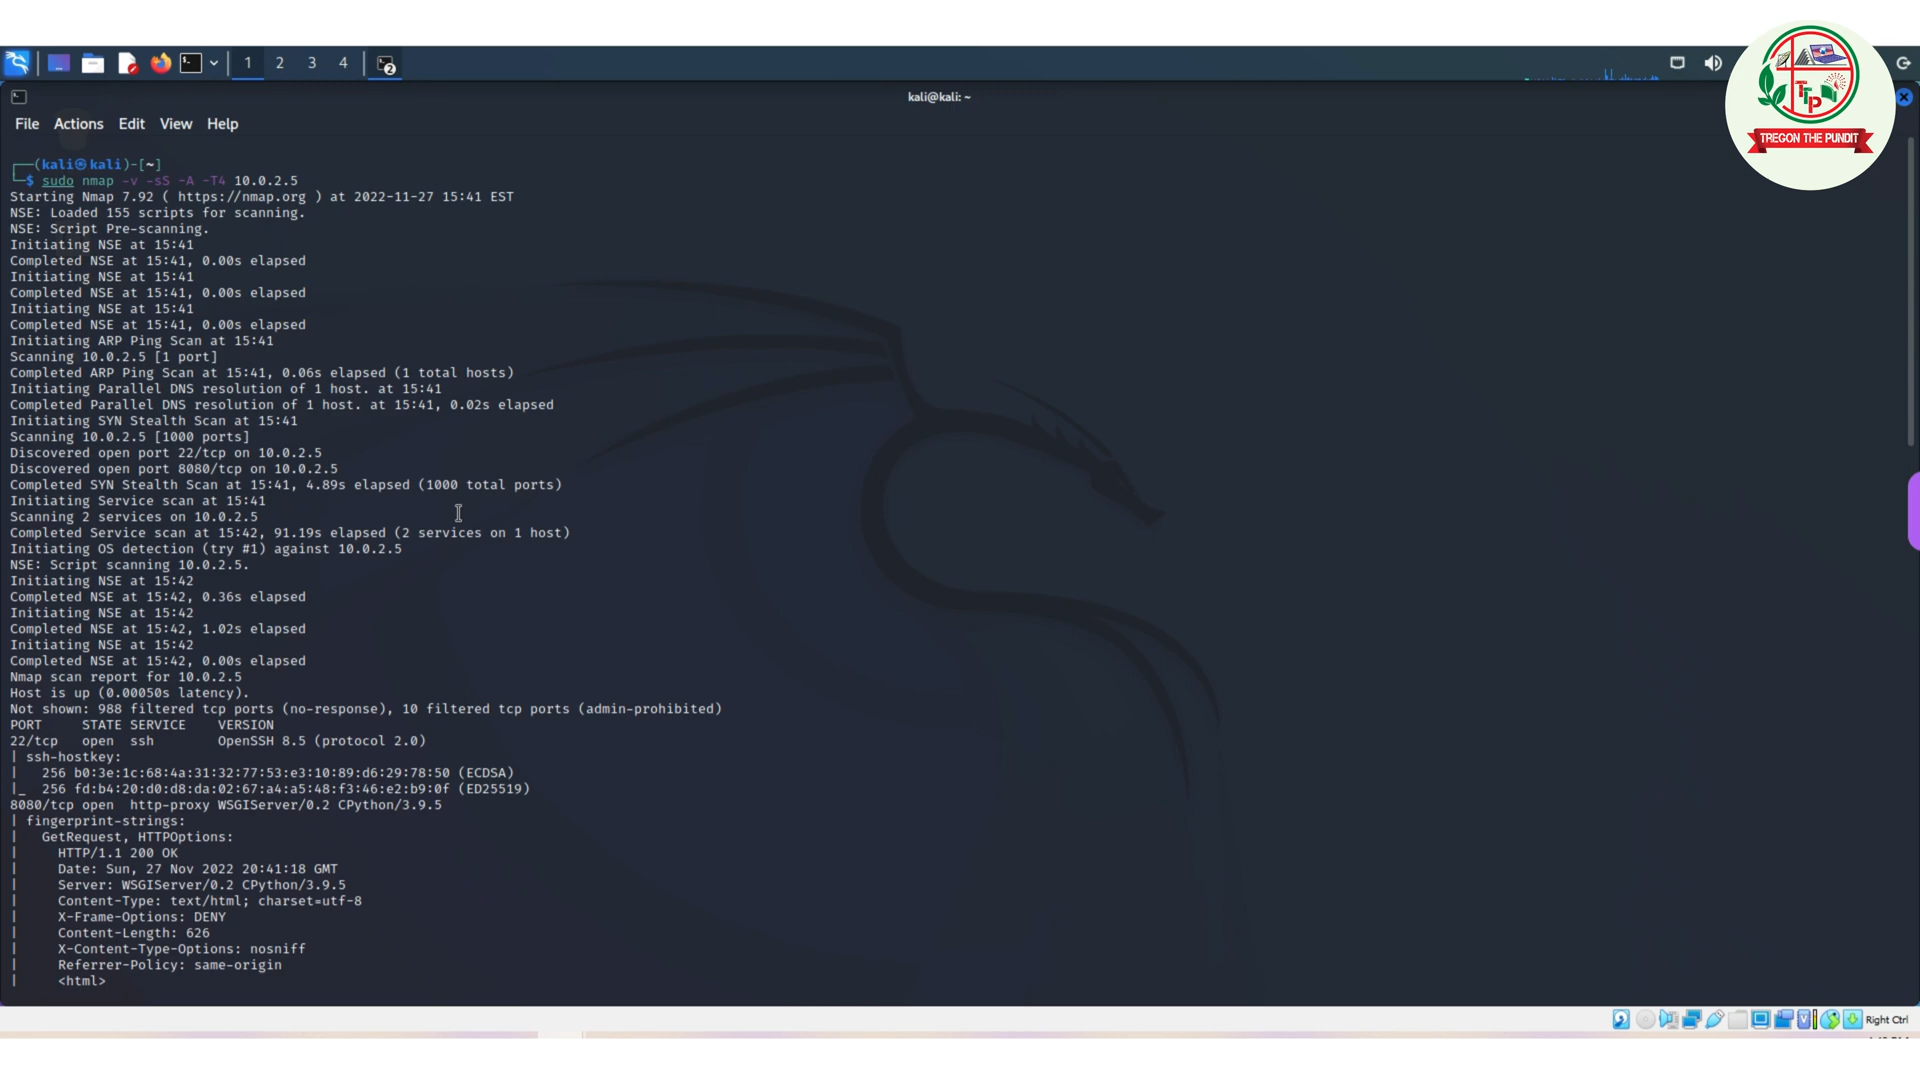 1 2 3 4
2
kali@kali: ~
TTP
TREGON THE PUNDIT
File Actions Edit View Help
┌──(kali㉿kali)-[~]
└─$ sudo nmap -v -sS -A -T4 10.0.2.5
Starting Nmap 7.92 ( https://nmap.org ) at 2022-11-27 15:41 EST
NSE: Loaded 155 scripts for scanning.
NSE: Script Pre-scanning.
Initiating NSE at 15:41
Completed NSE at 15:41, 0.00s elapsed
Initiating NSE at 15:41
Completed NSE at 15:41, 0.00s elapsed
Initiating NSE at 15:41
Completed NSE at 15:41, 0.00s elapsed
Initiating ARP Ping Scan at 15:41
Scanning 10.0.2.5 [1 port]
Completed ARP Ping Scan at 15:41, 0.06s elapsed (1 total hosts)
Initiating Parallel DNS resolution of 1 host. at 15:41
Completed Parallel DNS resolution of 1 host. at 15:41, 0.02s elapsed
Initiating SYN Stealth Scan at 15:41
Scanning 10.0.2.5 [1000 ports]
Discovered open port 22/tcp on 10.0.2.5
Discovered open port 8080/tcp on 10.0.2.5
Completed SYN Stealth Scan at 15:41, 4.89s elapsed (1000 total ports)
Initiating Service scan at 15:41
Scanning 2 services on 10.0.2.5
Completed Service scan at 15:42, 91.19s elapsed (2 services on 1 host)
Initiating OS detection (try #1) against 10.0.2.5
NSE: Script scanning 10.0.2.5.
Initiating NSE at 15:42
Completed NSE at 15:42, 0.36s elapsed
Initiating NSE at 15:42
Completed NSE at 15:42, 1.02s elapsed
Initiating NSE at 15:42
Completed NSE at 15:42, 0.00s elapsed
Nmap scan report for 10.0.2.5
Host is up (0.00050s latency).
Not shown: 988 filtered tcp ports (no-response), 10 filtered tcp ports (admin-prohibited)
PORT     STATE SERVICE    VERSION
22/tcp   open  ssh        OpenSSH 8.5 (protocol 2.0)
| ssh-hostkey:
|   256 b0:3e:1c:68:4a:31:32:77:53:e3:10:89:d6:29:78:50 (ECDSA)
|_  256 fd:b4:20:d0:d8:da:02:67:a4:a5:48:f3:46:e2:b9:0f (ED25519)
8080/tcp open  http-proxy WSGIServer/0.2 CPython/3.9.5
| fingerprint-strings:
|   GetRequest, HTTPOptions:
|     HTTP/1.1 200 OK
|     Date: Sun, 27 Nov 2022 20:41:18 GMT
|     Server: WSGIServer/0.2 CPython/3.9.5
|     Content-Type: text/html; charset=utf-8
|     X-Frame-Options: DENY
|     Content-Length: 626
|     X-Content-Type-Options: nosniff
|     Referrer-Policy: same-origin
|     <html>
Right Ctrl